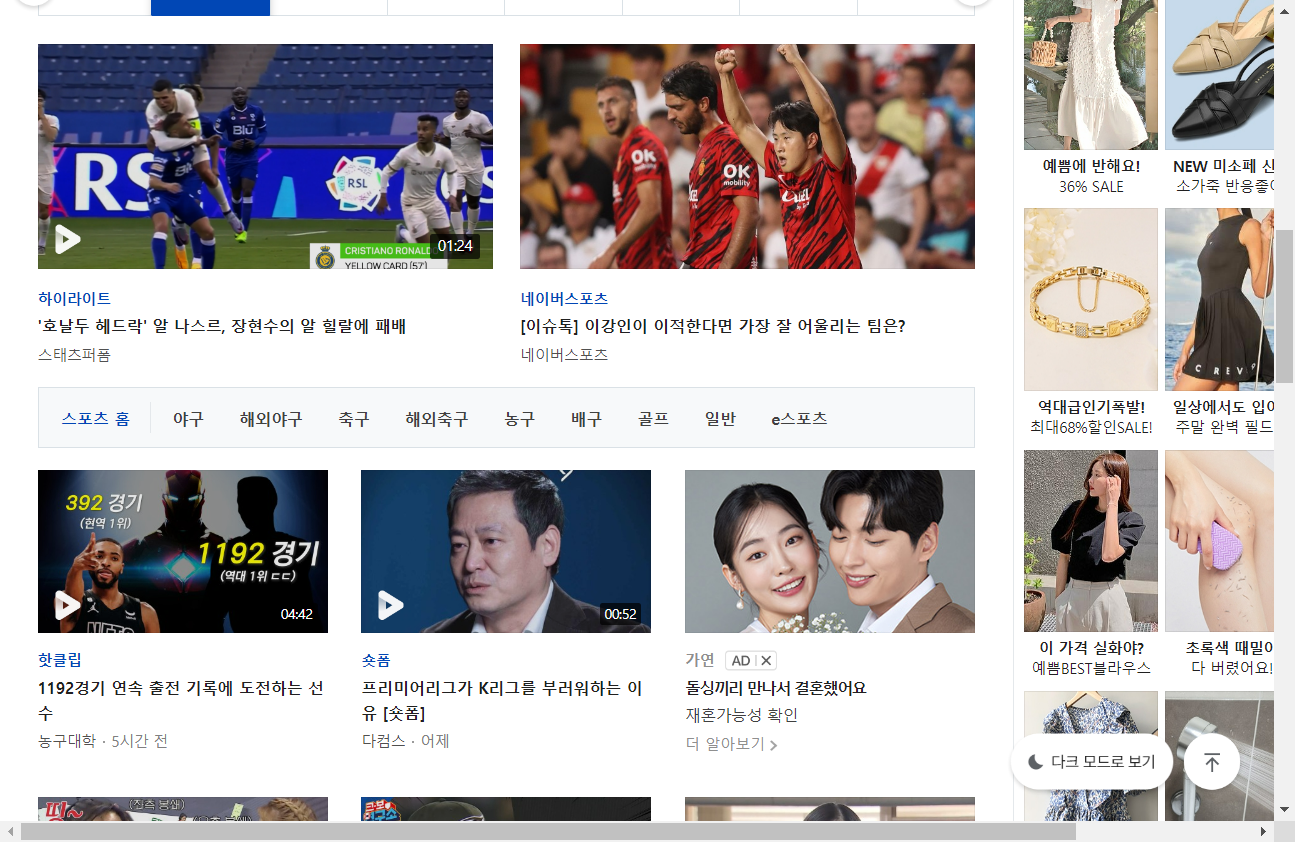 Blu
RSL
RSL
CRISTIANO RONALD
YELLOW CARD (57')
01:24
OK
mobility
OK
mobility
하이라이트
'호날두 헤드락' 알 나스르, 장현수의 알 힐랄에 패배
스태츠퍼폼
네이버스포츠
[이슈톡] 이강인이 이적한다면 가장 잘 어울리는 팀은?
네이버스포츠
스포츠 홈
야구
해외야구
축구
해외축구
농구
배구
골프
일반
e스포츠
392 경기
(현역 1위)
1192 경기
(역대 1위 ㄷㄷ)
NETS
04:42
00:52
핫클립
1192경기 연속 출전 기록에 도전하는 선
수
농구대학 · 5시간 전
숏폼
프리미어리그가 K리그를 부러워하는 이
유 [숏폼]
다컴스 · 어제
가연
AD
돌싱끼리 만나서 결혼했어요
재혼가능성 확인
더 알아보기
예쁨에 반해요!
36% SALE
NEW 미소페 신
소가죽 반응좋아
CREV
역대급인기폭발!
최대68%할인SALE!
일상에서도 입어
주말 완벽 필드
이 가격 실화야?
예쁨BEST블라우스
초록색 때밀이
다 버렸어요!
다크 모드로 보기
띵~